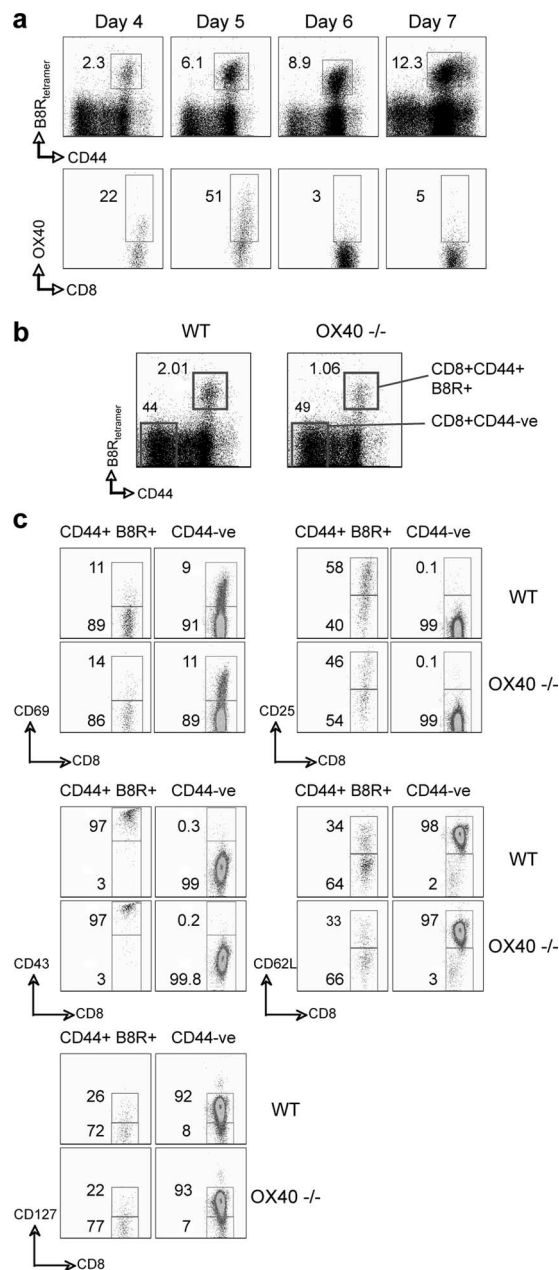 a
Day 4 Day 5 Day 6 Day 7
2.3 6.1 8.9 12.3
B8Rtetramer
CD44
22 51 3 5
OX40
CD8
b
WT OX40 -/-
2.01 1.06
CD8+CD44+
B8R+
44 49
CD8+CD44-ve
B8Rtetramer
CD44
c
CD44+ B8R+ CD44-ve CD44+ B8R+ CD44-ve
11 9 58 0.1
WT
89 91 40 99
14 11 46 0.1
OX40 -/-
86 89 54 99
CD69 CD25
CD8 CD8
CD44+ B8R+ CD44-ve CD44+ B8R+ CD44-ve
97 0.3 34 98
WT
3 99 64 2
97 0.2 33 97
OX40 -/-
CD43 CD62L
3 99.8 66 3
CD8 CD8
CD44+ B8R+ CD44-ve
26 92
WT
72 8
22 93
OX40 -/-
CD127
77 7
CD8